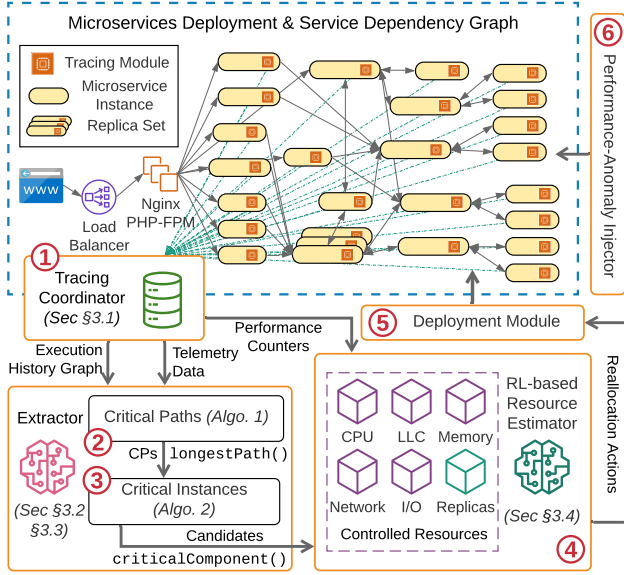 Microservices Deployment & Service Dependency Graph
Tracing Module
Microservice
Instance
Replica Set
www
Load
Balancer
Nginx
PHP-FPM
6
Performance-Anomaly Injector
1
Tracing
Coordinator
(Sec §3.1)
5
Deployment Module
Performance
Counters
Execution
History Graph
Telemetry
Data
Reallocation Actions
Extractor
(Sec §3.2
§3.3)
Critical Paths (Algo. 1)
2
CPs longestPath()
3
Critical Instances
(Algo. 2)
Candidates
criticalComponent()
CPU
LLC
Memory
Network
I/O
Replicas
Controlled Resources
RL-based
Resource
Estimator
(Sec §3.4)
4